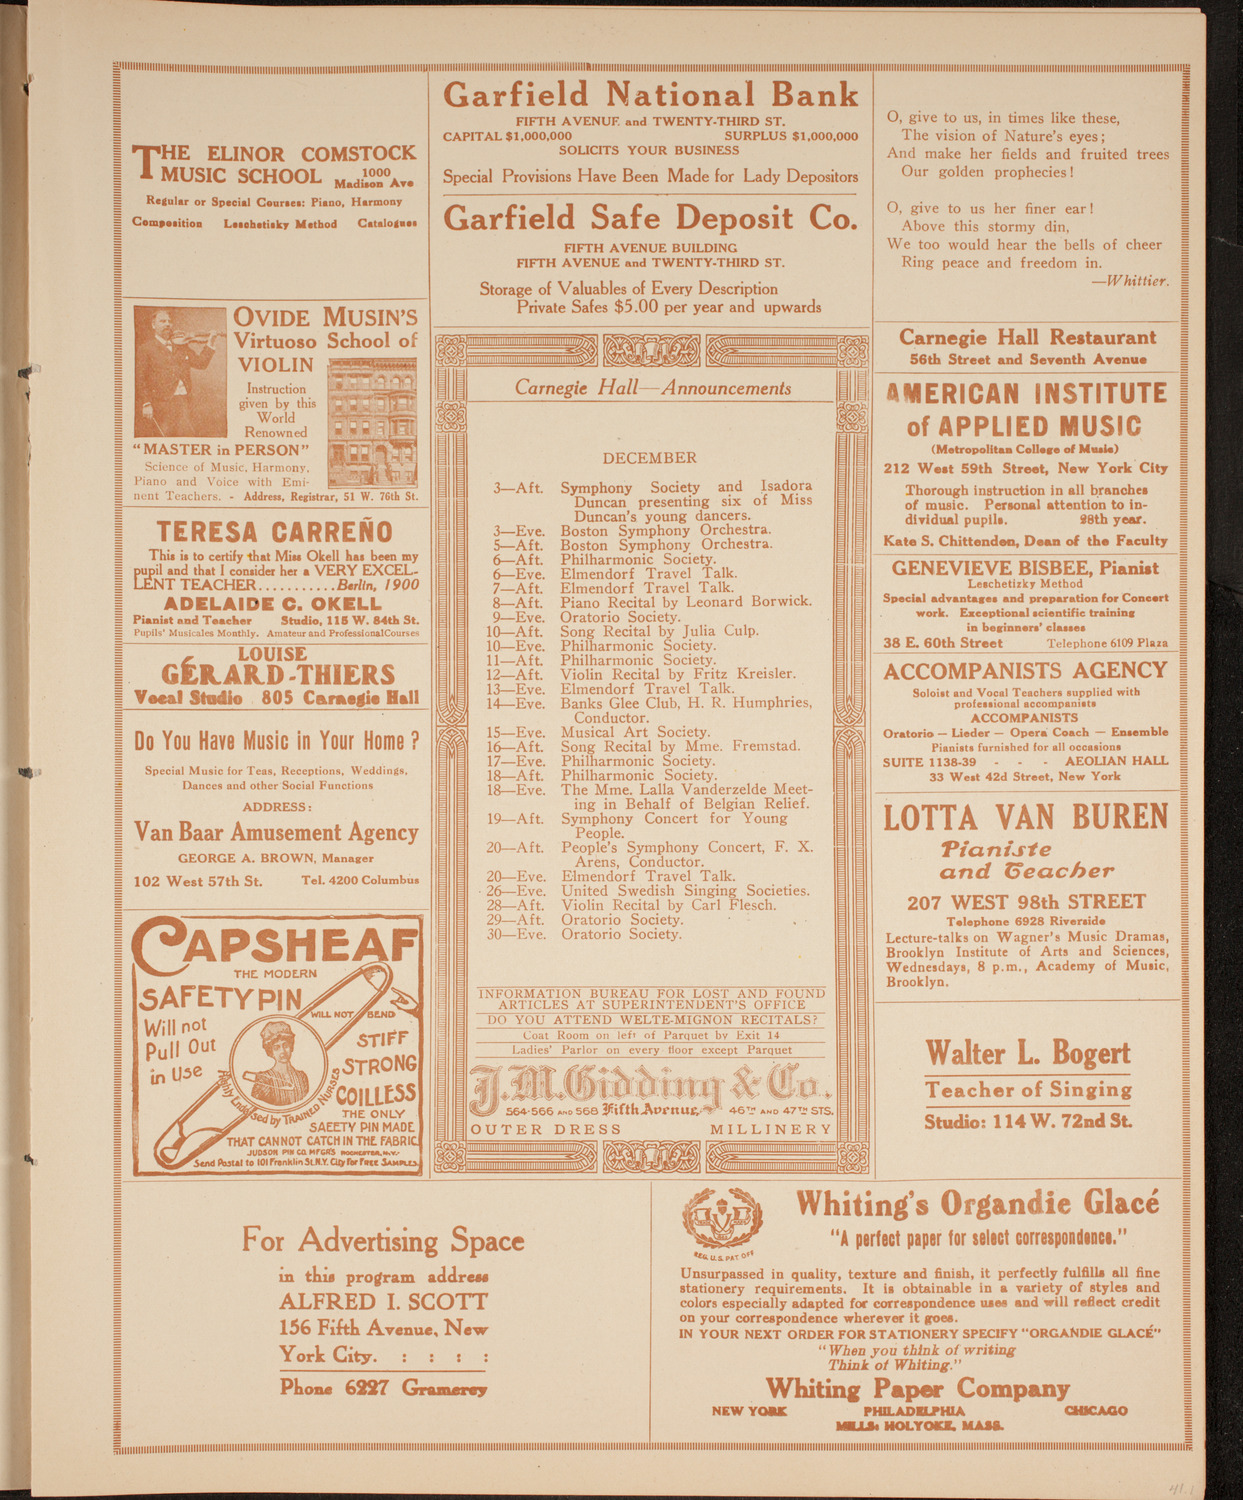 THE ELINOR COMSTOCK
MUSIC SCHOOL 1000 Madison Ave
Regular or Special Courses: Piano, Harmony
Composition Leschetizky Method Catalogues
OVIDE MUSIN'S
Virtuoso School of
VIOLIN
Instruction
given by this
World
Renowned
"MASTER in PERSON"
Science of Music, Harmony,
Piano and Voice with Emi-
nent Teachers. - Address, Registrar, 51 W. 76th St.
TERESA CARREÑO
This is to certify that Miss Okell has been my
pupil and that I consider her a VERY EXCEL-
LENT TEACHER...........Berlin, 1900
ADELAIDE C. OKELL
Pianist and Teacher Studio, 115 W. 84th St.
Pupils' Musicales Monthly. Amateur and Professional Courses
LOUISE
GÉRARD-THIERS
Vocal Studio 805 Carnegie Hall
Do You Have Music in Your Home?
Special Music for Teas, Receptions, Weddings,
Dances and other Social Functions
ADDRESS:
Van Baar Amusement Agency
GEORGE A. BROWN, Manager
102 West 57th St. Tel. 4200 Columbus
CAPSHEAF
THE MODERN
SAFETY PIN
WILL NOT BEND
Will not
Pull Out
in Use
STIFF
STRONG
COILLESS
Highly Endorsed by TRAINED NURSES
THE ONLY
SAEETY PIN MADE
THAT CANNOT CATCH IN THE FABRIC.
JUDSON PIN CO. MFGRS ROCHESTER, N.Y.
Send Postal to 101 Franklin St. N.Y. City for FREE SAMPLES
Garfield National Bank
FIFTH AVENUE and TWENTY-THIRD ST.
CAPITAL $1,000,000 SURPLUS $1,000,000
SOLICITS YOUR BUSINESS
Special Provisions Have Been Made for Lady Depositors
Garfield Safe Deposit Co.
FIFTH AVENUE BUILDING
FIFTH AVENUE and TWENTY-THIRD ST.
Storage of Valuables of Every Description
Private Safes $5.00 per year and upwards
Carnegie Hall—Announcements
DECEMBER
3—Aft. Symphony Society and Isadora
Duncan presenting six of Miss
Duncan's young dancers.
3—Eve. Boston Symphony Orchestra.
5—Aft. Boston Symphony Orchestra.
6—Aft. Philharmonic Society.
6—Eve. Elmendorf Travel Talk.
7—Aft. Elmendorf Travel Talk.
8—Aft. Piano Recital by Leonard Borwick.
9—Eve. Oratorio Society.
10—Aft. Song Recital by Julia Culp.
10—Eve. Philharmonic Society.
11—Aft. Philharmonic Society.
12—Aft. Violin Recital by Fritz Kreisler.
13—Eve. Elmendorf Travel Talk.
14—Eve. Banks Glee Club, H. R. Humphries,
Conductor.
15—Eve. Musical Art Society.
16—Aft. Song Recital by Mme. Fremstad.
17—Eve. Philharmonic Society.
18—Aft. Philharmonic Society.
18—Eve. The Mme. Lalla Vanderzelde Meet-
ing in Behalf of Belgian Relief.
19—Aft. Symphony Concert for Young
People.
20—Aft. People's Symphony Concert, F. X.
Arens, Conductor.
20—Eve. Elmendorf Travel Talk.
26—Eve. United Swedish Singing Societies.
28—Aft. Violin Recital by Carl Flesch.
29—Aft. Oratorio Society.
30—Eve. Oratorio Society.
INFORMATION BUREAU FOR LOST AND FOUND
ARTICLES AT SUPERINTENDENT'S OFFICE
DO YOU ATTEND WELTE-MIGNON RECITALS?
Coat Room on left of Parquet by Exit 14
Ladies' Parlor on every floor except Parquet
J.M. Gidding & Co.
564-566 AND 568 Fifth Avenue, 46TH AND 47TH STS.
OUTER DRESS MILLINERY
O, give to us, in times like these,
The vision of Nature's eyes;
And make her fields and fruited trees
Our golden prophecies!
O, give to us her finer ear!
Above this stormy din,
We too would hear the bells of cheer
Ring peace and freedom in.
—Whittier.
Carnegie Hall Restaurant
56th Street and Seventh Avenue
AMERICAN INSTITUTE
of APPLIED MUSIC
(Metropolitan College of Music)
212 West 59th Street, New York City
Thorough instruction in all branches
of music. Personal attention to in-
dividual pupils. 28th year.
Kate S. Chittenden, Dean of the Faculty
GENEVIEVE BISBEE, Pianist
Leschetizky Method
Special advantages and preparation for Concert
work. Exceptional scientific training
in beginners' classes
38 E. 60th Street Telephone 6109 Plaza
ACCOMPANISTS AGENCY
Soloist and Vocal Teachers supplied with
professional accompanists
ACCOMPANISTS
Oratorio — Lieder — Opera Coach — Ensemble
Pianists furnished for all occasions
SUITE 1138-39 - - - AEOLIAN HALL
33 West 42d Street, New York
LOTTA VAN BUREN
Pianiste
and Teacher
207 WEST 98th STREET
Telephone 6928 Riverside
Lecture-talks on Wagner's Music Dramas,
Brooklyn Institute of Arts and Sciences,
Wednesdays, 8 p.m., Academy of Music,
Brooklyn.
Walter L. Bogert
Teacher of Singing
Studio: 114 W. 72nd St.
For Advertising Space
in this program address
ALFRED I. SCOTT
156 Fifth Avenue, New
York City. : : : :
Phone 6227 Gramercy
REG. U.S. PAT. OFF
Whiting's Organdie Glacé
"A perfect paper for select correspondence."
Unsurpassed in quality, texture and finish, it perfectly fulfills all fine
stationery requirements. It is obtainable in a variety of styles and
colors especially adapted for correspondence uses and will reflect credit
on your correspondence wherever it goes.
IN YOUR NEXT ORDER FOR STATIONERY SPECIFY "ORGANDIE GLACÉ"
"When you think of writing
Think of Whiting."
Whiting Paper Company
NEW YORK PHILADELPHIA CHICAGO
MILLS: HOLYOKE, MASS.
41.1